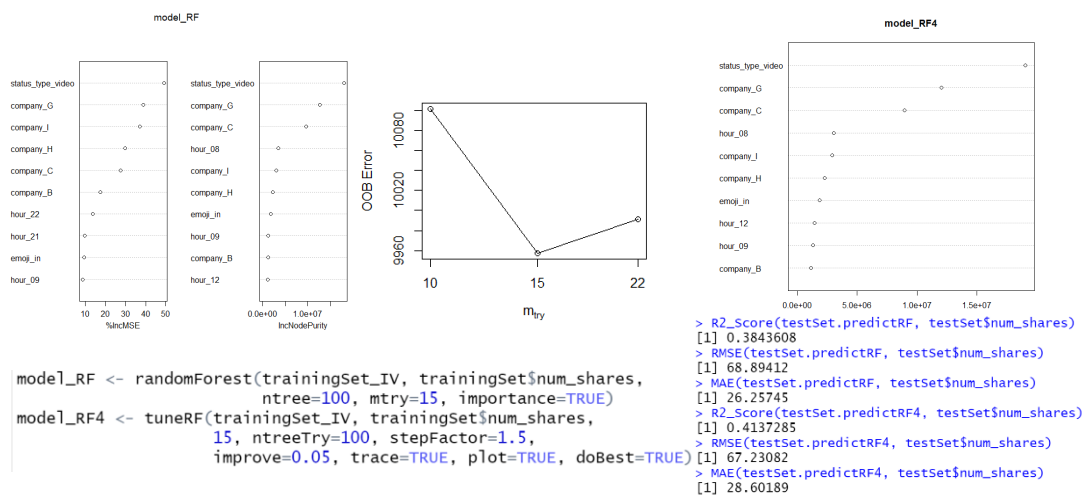 model_RF
status_type_video
company_G
company_I
company_H
company_C
company_B
hour_22
hour_21
emoji_in
hour_09
10 20 30 40 50
%IncMSE
status_type_video
company_G
company_C
hour_08
company_I
company_H
emoji_in
hour_09
company_B
hour_12
0.0e+00 1.0e+07
IncNodePurity
OOB Error
9960 10020 10080
10 15 22
mtry
model_RF4
status_type_video
company_G
company_C
hour_08
company_I
company_H
emoji_in
hour_12
hour_09
company_B
0.0e+00 5.0e+06 1.0e+07 1.5e+07
model_RF <- randomForest(trainingSet_IV, trainingSet$num_shares,
ntree=100, mtry=15, importance=TRUE)
model_RF4 <- tuneRF(trainingSet_IV, trainingSet$num_shares,
15, ntreeTry=100, stepFactor=1.5,
improve=0.05, trace=TRUE, plot=TRUE, doBest=TRUE)
> R2_Score(testSet.predictRF, testSet$num_shares)
[1] 0.3843608
> RMSE(testSet.predictRF, testSet$num_shares)
[1] 68.89412
> MAE(testSet.predictRF, testSet$num_shares)
[1] 26.25745
> R2_Score(testSet.predictRF4, testSet$num_shares)
[1] 0.4137285
> RMSE(testSet.predictRF4, testSet$num_shares)
[1] 67.23082
> MAE(testSet.predictRF4, testSet$num_shares)
[1] 28.60189